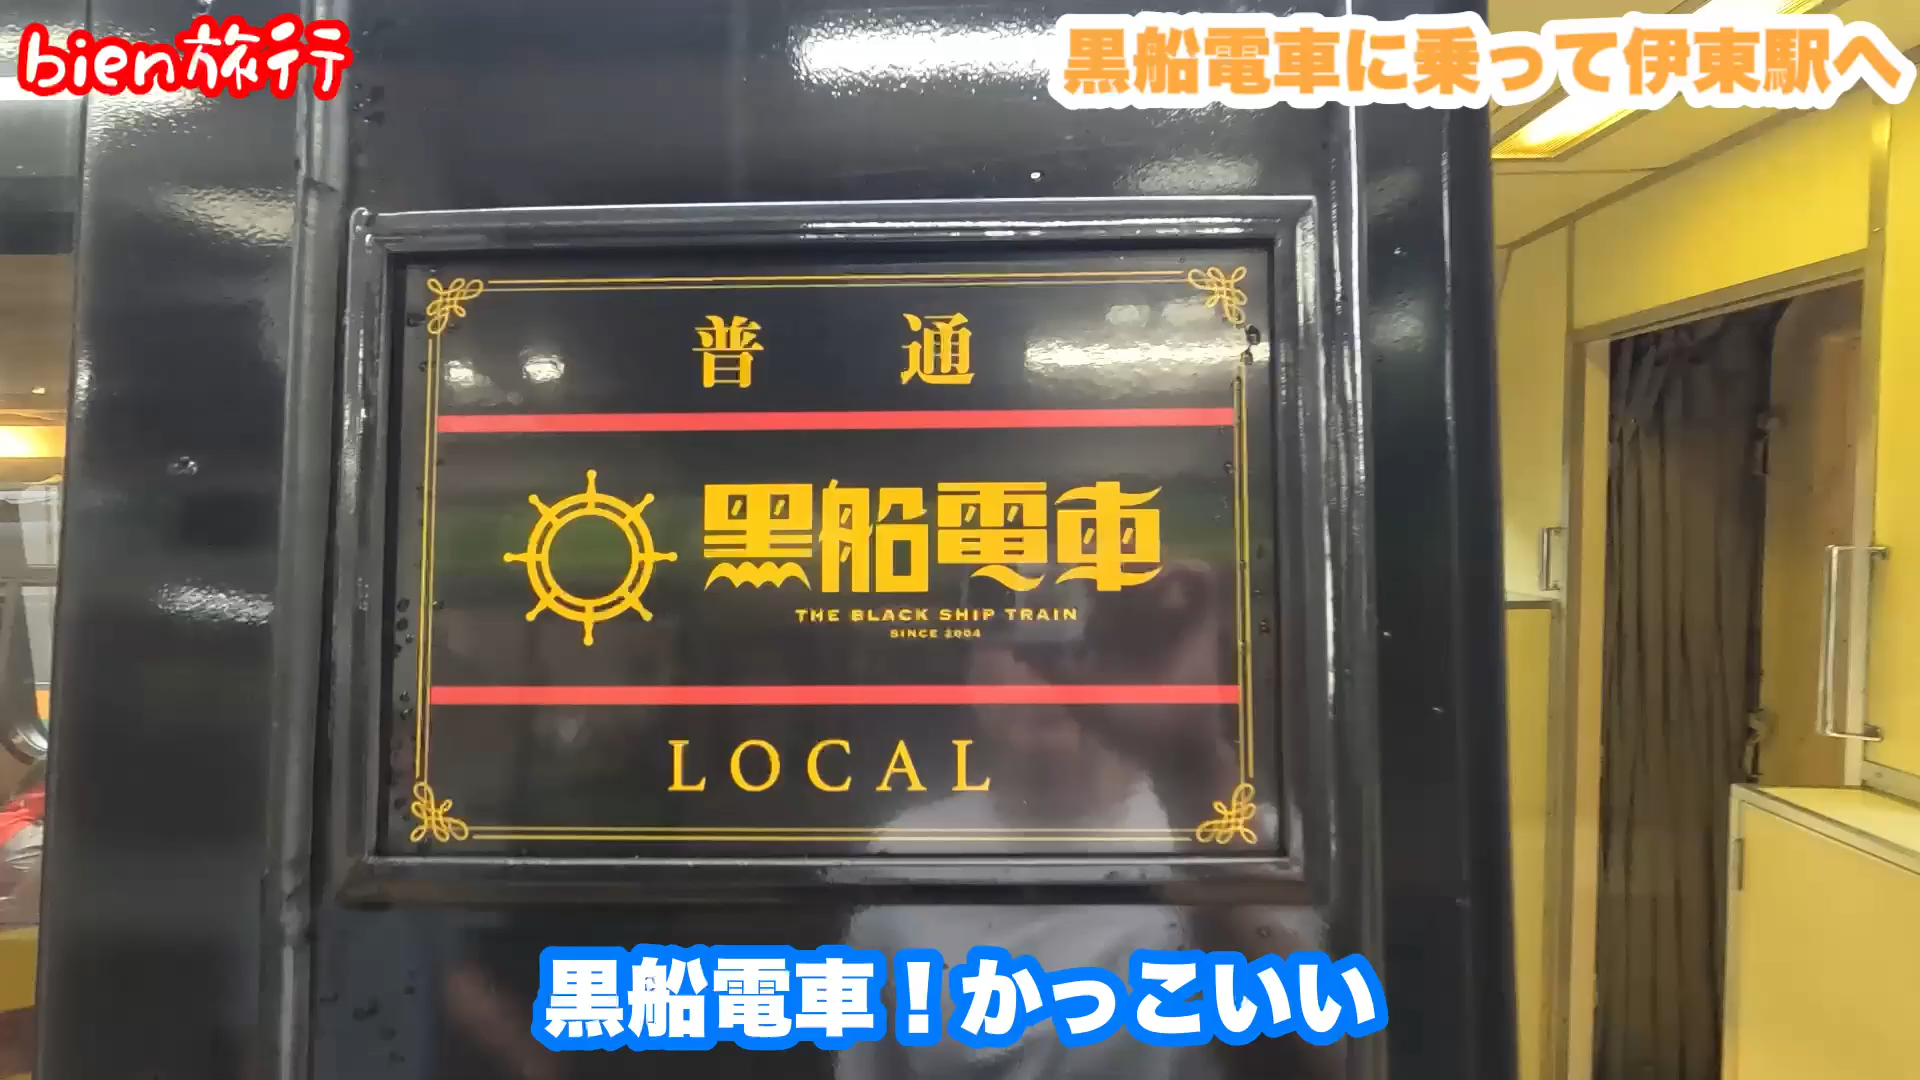 bien旅行
黒船電車に乗って伊東駅へ
普通
黒船電車
THE BLACK SHIP TRAIN
SINCE 2004
LOCAL
黒船電車！かっこいい